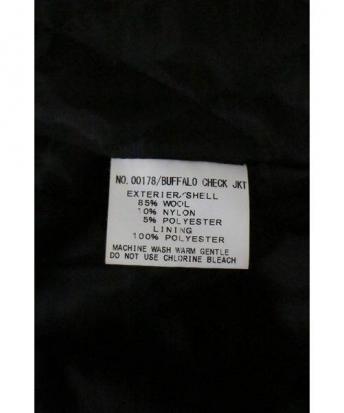 NO.00178/BUFFALO CHECK JKT
EXTERIER/SHELL
85% WOOL
10% NYLON
5% POLYESTER
LINING
100% POLYESTER
MACHINE WASH WARM GENTLE
DO NOT USE CHLORINE BLEACH